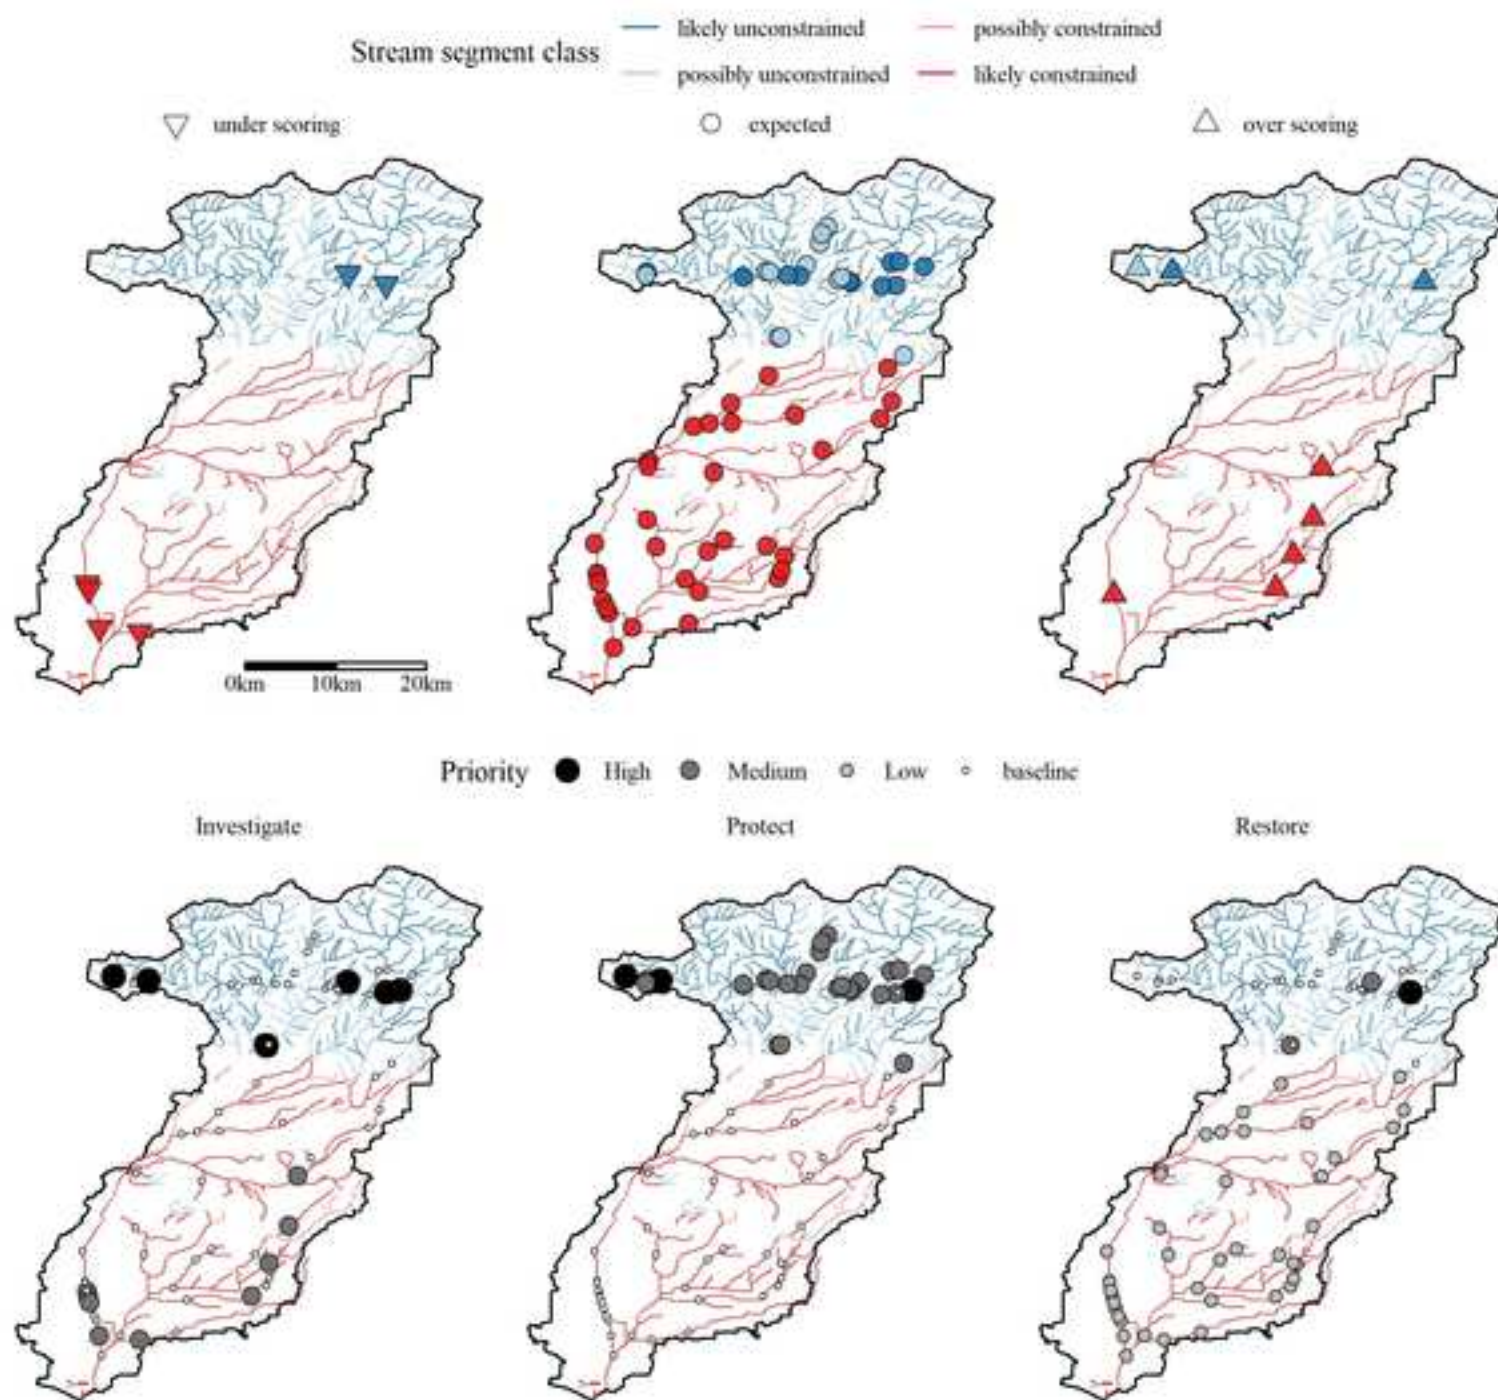 likely unconstrained possibly constrained
Stream segment class
possibly unconstrained likely constrained
under scoring expected over scoring
0km 10km 20km
Priority High Medium Low baseline
Investigate Protect Restore